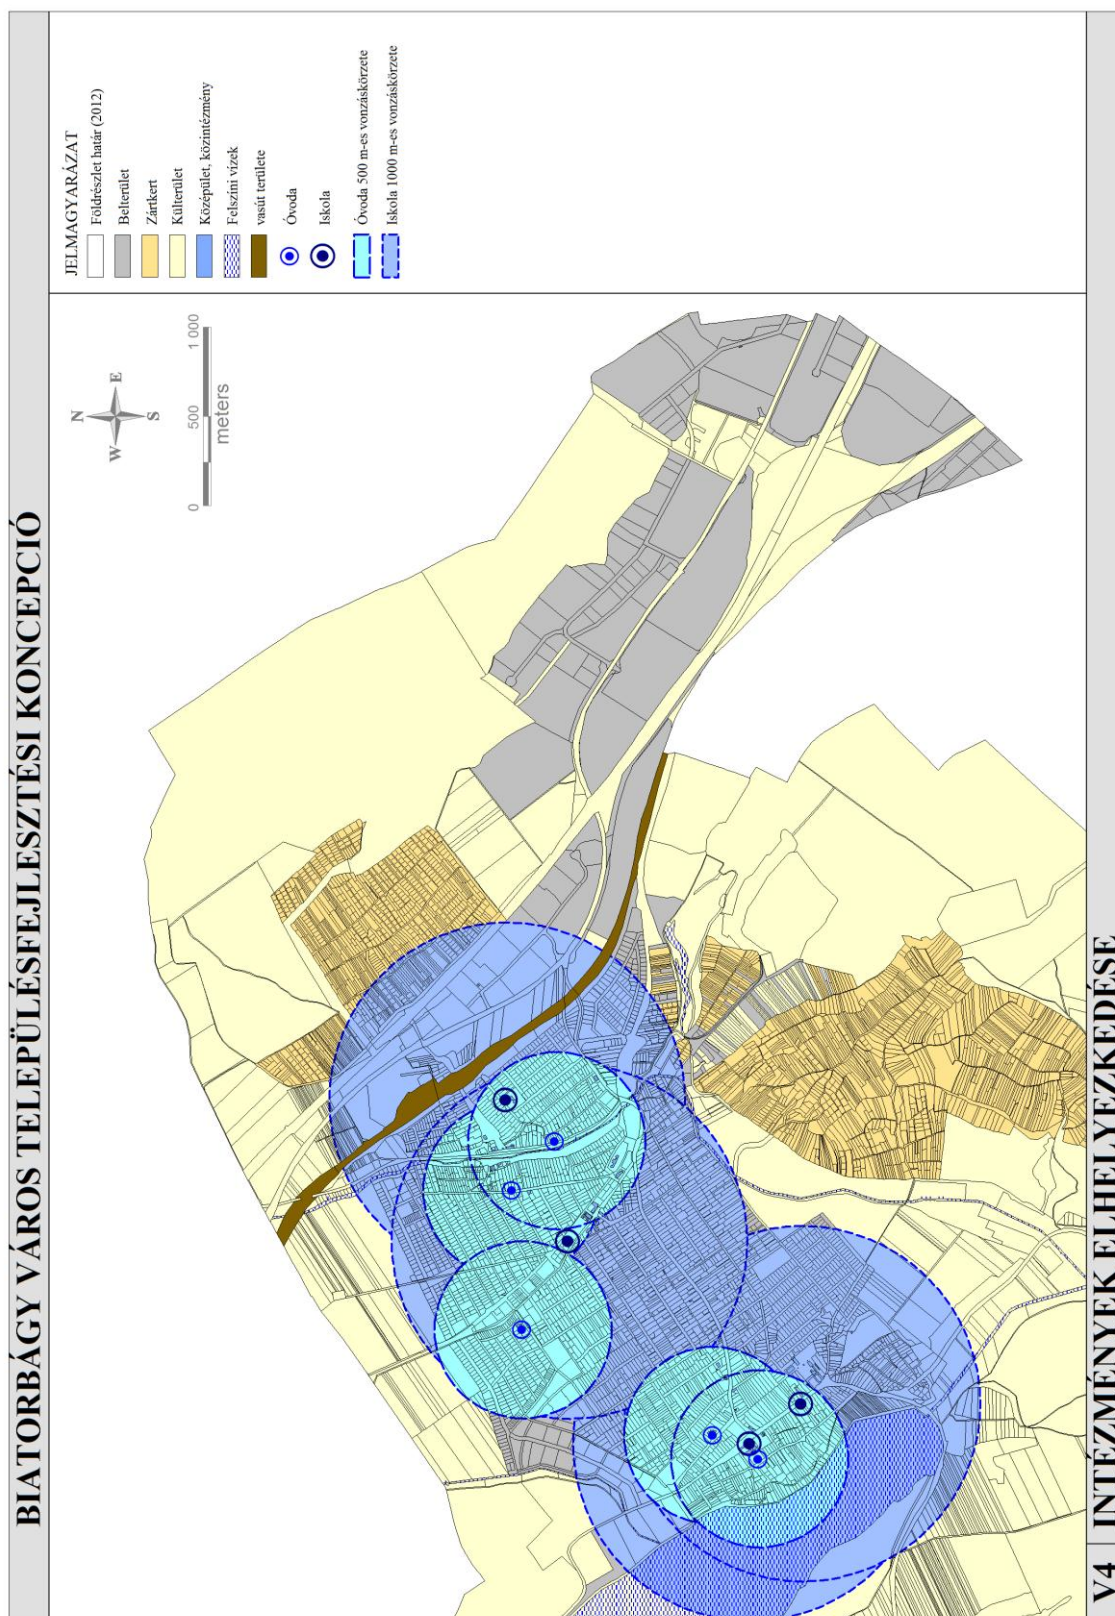 BIATORBÁGY VÁROS TELEPÜLÉSFEJLESZTÉSI KONCEPCIÓ
JELMAGYARÁZAT
Földrészlet határ (2012)
Belterület
Zártkert
Külterület
Középület, közintézmény
Felszíni vizek
vasút területe
Óvoda
Iskola
Óvoda 500 m-es vonzáskörzete
Iskola 1000 m-es vonzáskörzete
N
W
E
S
0
500
1 000
meters
V4
INTÉZMÉNYEK ELHELYEZKEDÉSE